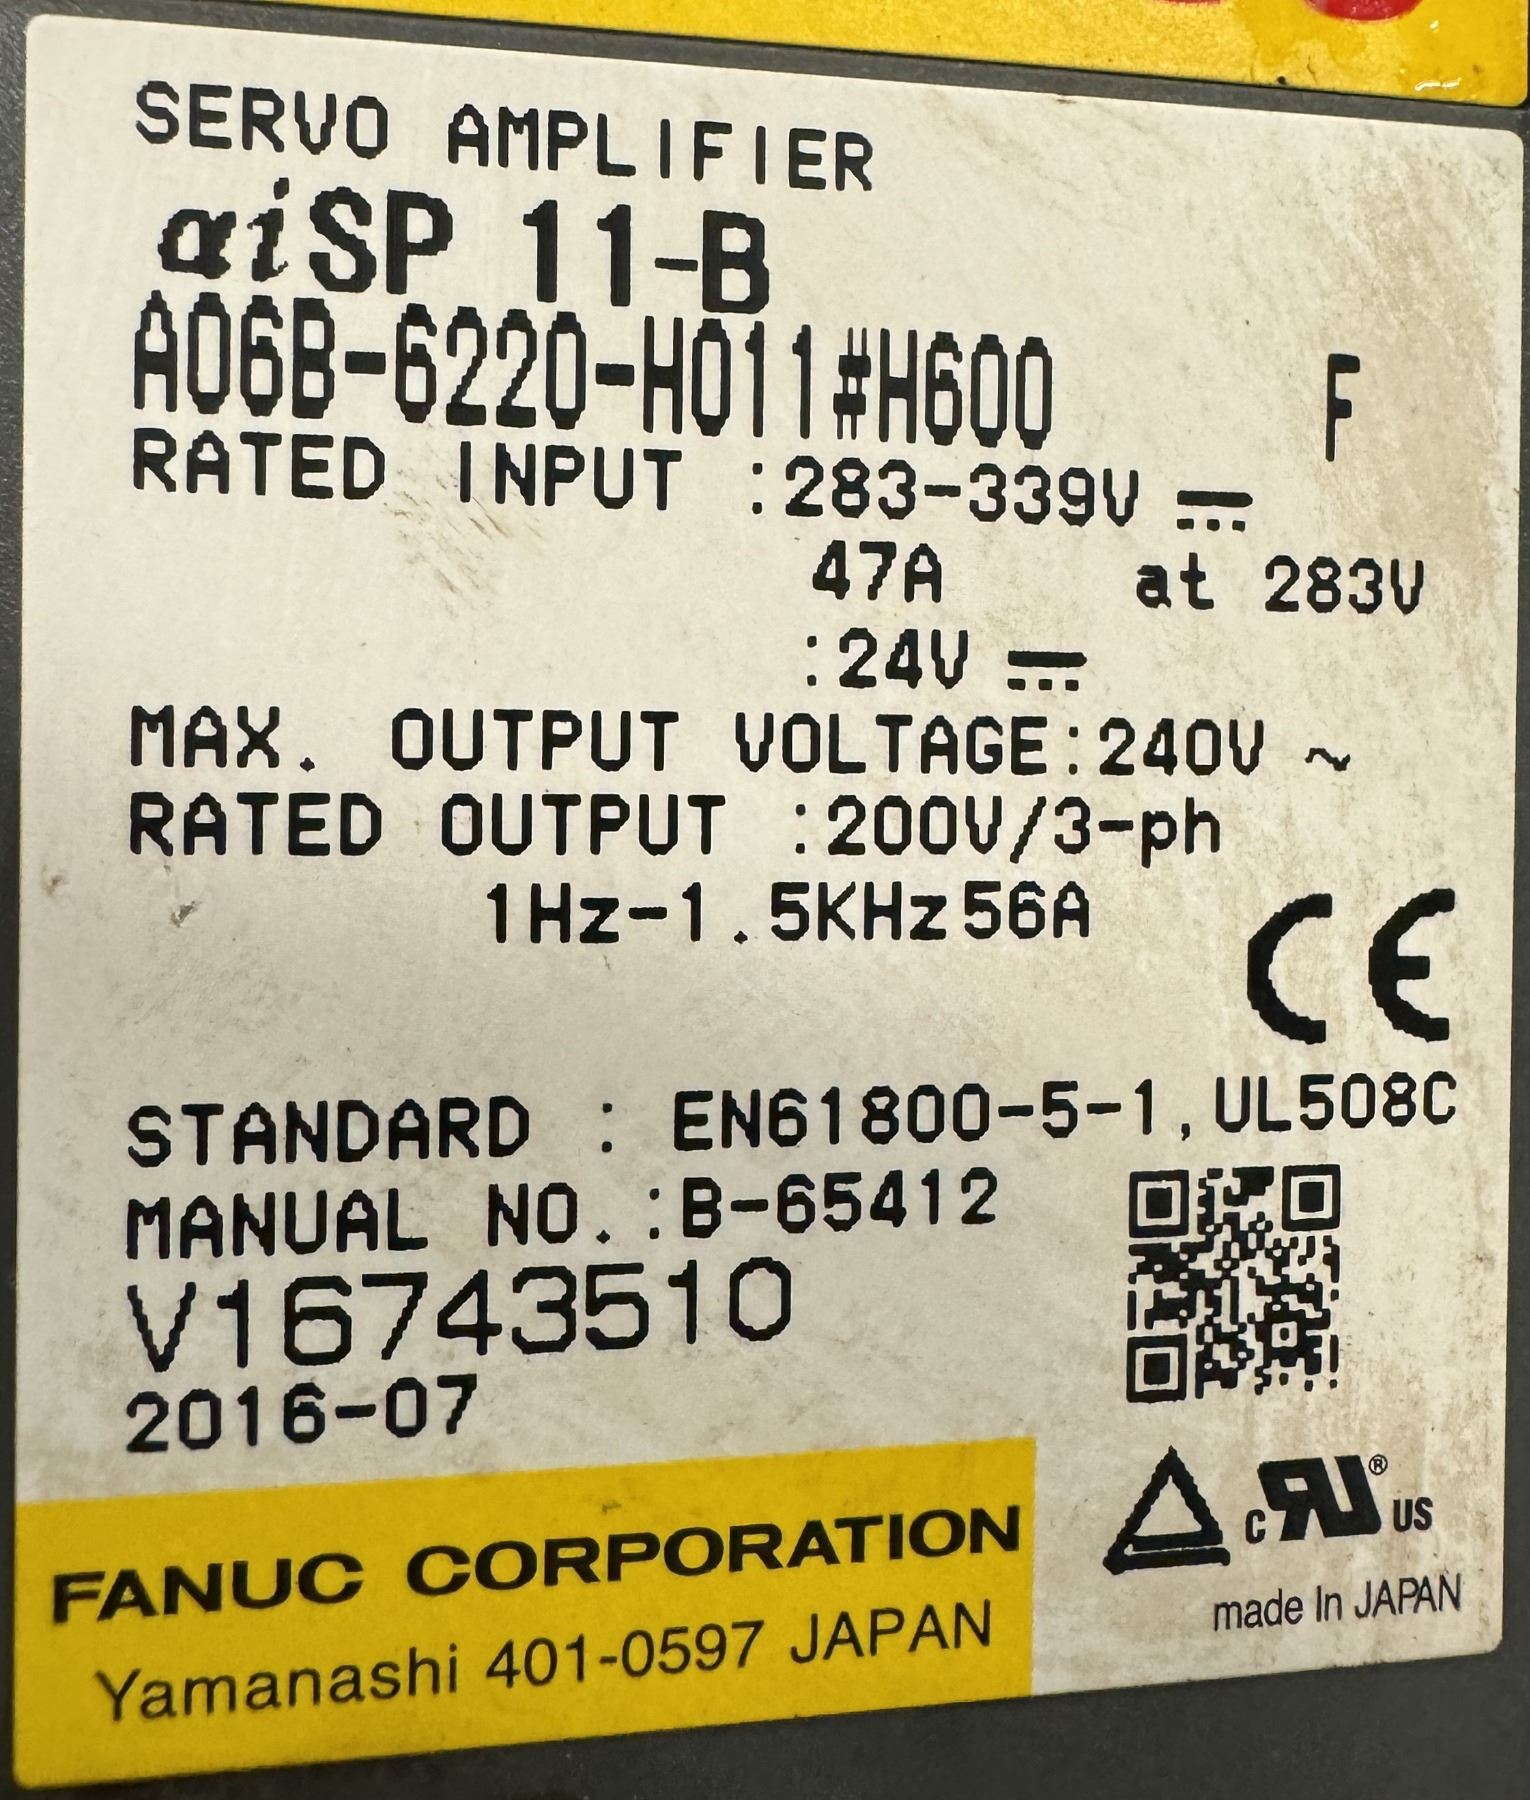 SERVO AMPLIFIER
αiSP 11-B
A06B-6220-H011#H600 F
RATED INPUT :283-339V ⎓
47A at 283V
:24V ⎓
MAX. OUTPUT VOLTAGE:240V ~
RATED OUTPUT :200V/3-ph
1Hz-1.5KHz56A
CE
STANDARD : EN61800-5-1,UL508C
MANUAL NO.:B-65412
V16743510
2016-07
FANUC CORPORATION
Yamanashi 401-0597 JAPAN
c RU ® US
made In JAPAN